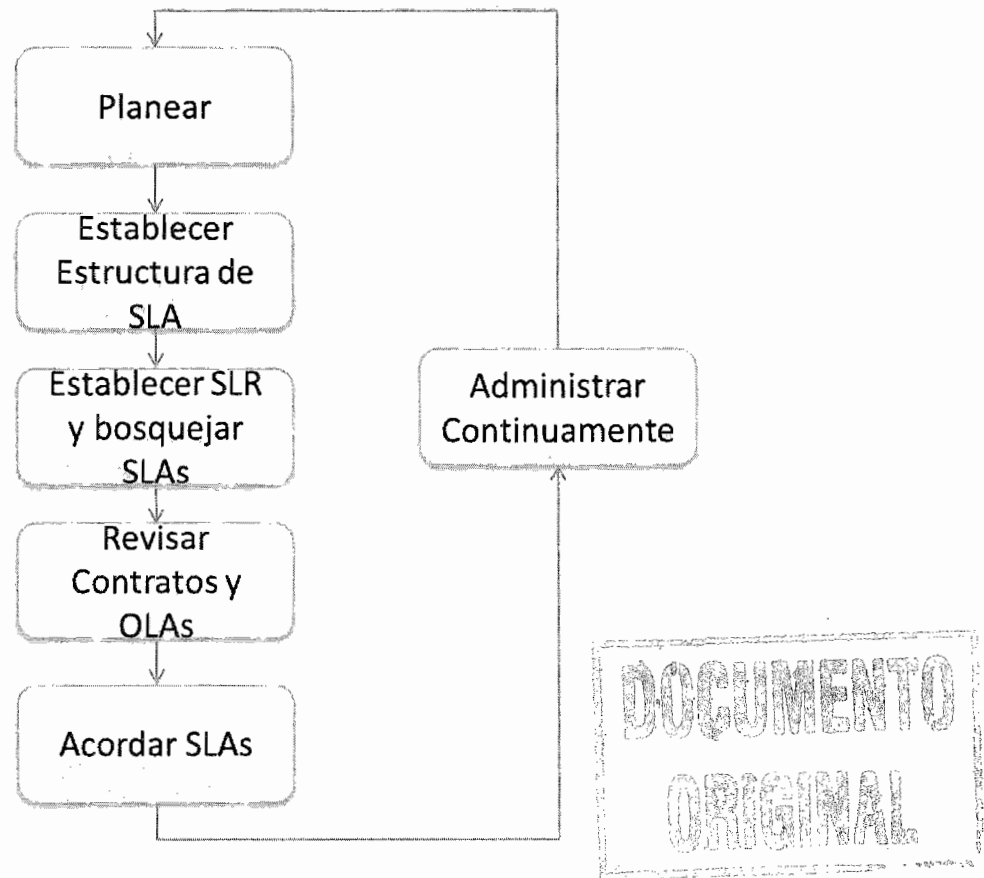 Planear
Establecer
Estructura de
SLA
Establecer SLR
y bosquejar
SLAs
Revisar
Contratos y
OLAs
Acordar SLAs
Administrar
Continuamente
DOCUMENTO
ORIGINAL